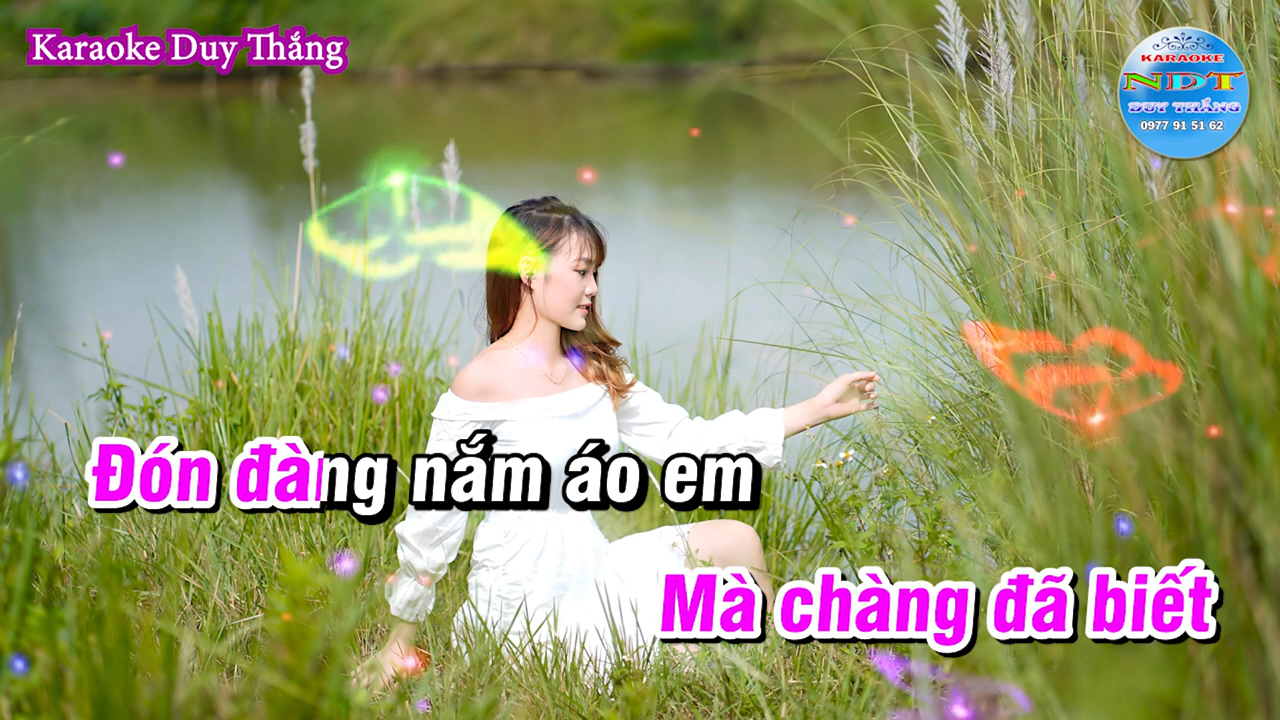 Karaoke Duy Thắng
KARAOKE
NDT
DUY THẮNG
0977 91 51 62
Đón đàng nắm áo em
Mà chàng đã biết